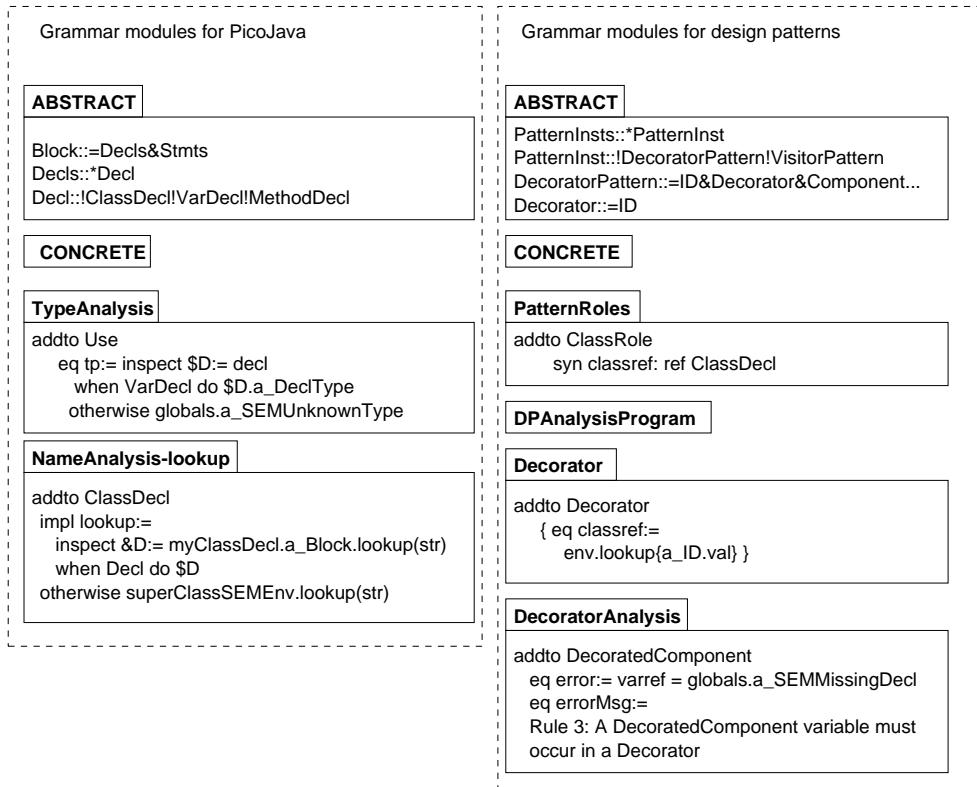 Grammar modules for PicoJava
ABSTRACT
Block::=Decls&Stmts
Decls::*Decl
Decl::!ClassDecl!VarDecl!MethodDecl
CONCRETE
TypeAnalysis
addto Use
eq tp:= inspect $D:= decl
when VarDecl do $D.a_DeclType
otherwise globals.a_SEMUnknownType
NameAnalysis-lookup
addto ClassDecl
impl lookup:=
inspect &D:= myClassDecl.a_Block.lookup(str)
when Decl do $D
otherwise superClassSEMEnv.lookup(str)
Grammar modules for design patterns
ABSTRACT
PatternInsts::*PatternInst
PatternInst::!DecoratorPattern!VisitorPattern
DecoratorPattern::=ID&Decorator&Component...
Decorator::=ID
CONCRETE
PatternRoles
addto ClassRole
syn classref: ref ClassDecl
DPAnalysisProgram
Decorator
addto Decorator
{ eq classref:=
env.lookup{a_ID.val} }
DecoratorAnalysis
addto DecoratedComponent
eq error:= varref = globals.a_SEMMissingDecl
eq errorMsg:=
Rule 3: A DecoratedComponent variable must
occur in a Decorator